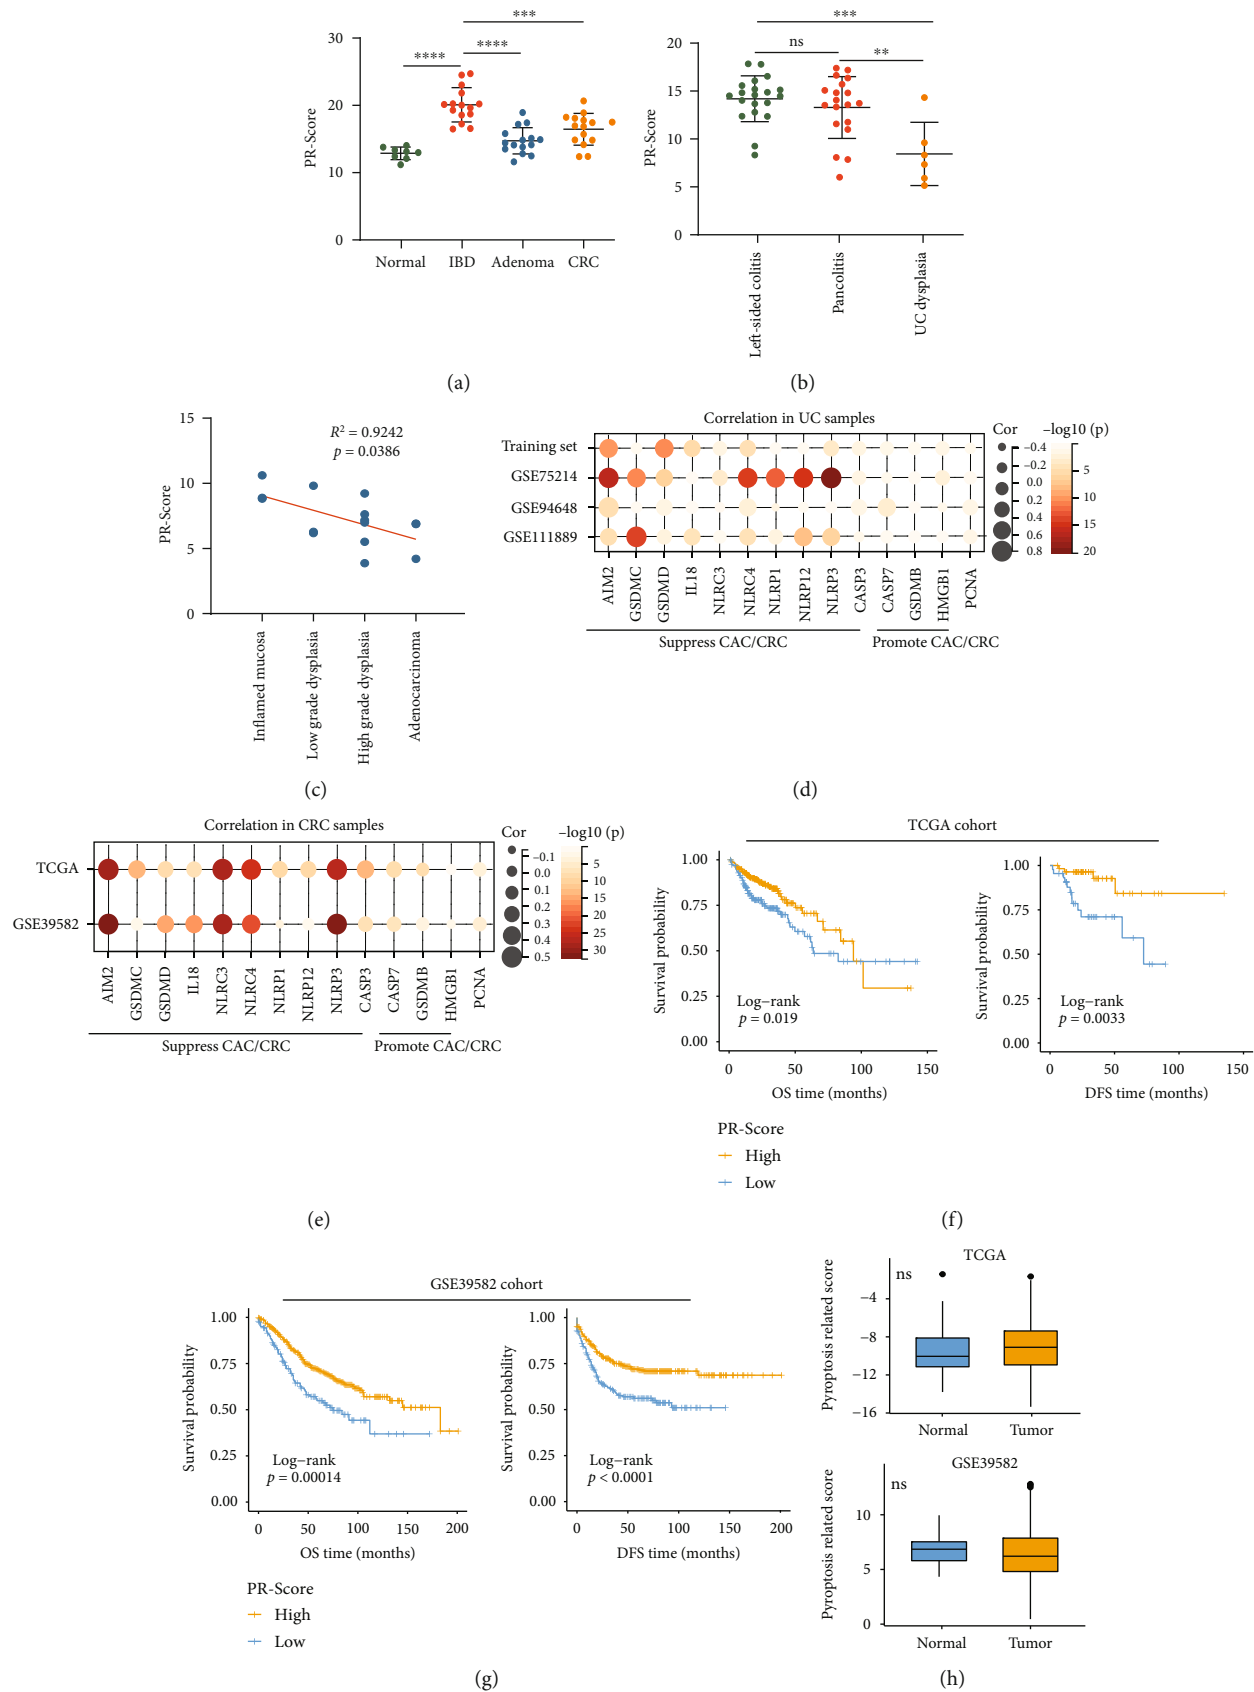 ***
****
****
30
20
10
0
PR-Score
Normal
IBD
Adenoma
CRC
(a)
***
ns
**
20
15
10
5
0
PR-Score
Left-sided colitis
Pancolitis
UC dysplasia
(b)
15
10
5
0
PR-Score
R² = 0.9242
p = 0.0386
Inflamed mucosa
Low grade dysplasia
High grade dysplasia
Adenocarcinoma
(c)
Correlation in UC samples
Training set
GSE75214
GSE94648
GSE111889
AIM2
GSDMC
GSDMD
IL18
NLRC3
NLRC4
NLRP1
NLRP12
NLRP3
CASP3
CASP7
GSDMB
HMGB1
PCNA
Suppress CAC/CRC
Promote CAC/CRC
Cor
−0.4
−0.2
0.0
0.2
0.4
0.6
0.8
−log10 (p)
5
10
15
20
(d)
Correlation in CRC samples
TCGA
GSE39582
AIM2
GSDMC
GSDMD
IL18
NLRC3
NLRC4
NLRP1
NLRP12
NLRP3
CASP3
CASP7
GSDMB
HMGB1
PCNA
Suppress CAC/CRC
Promote CAC/CRC
Cor
−0.1
0.0
0.1
0.2
0.3
0.4
0.5
−log10 (p)
5
10
15
20
25
30
(e)
TCGA cohort
1.00
0.75
0.50
0.25
0.00
Survival probability
Log−rank
p = 0.019
0
50
100
150
OS time (months)
1.00
0.75
0.50
0.25
0.00
Survival probability
Log−rank
p = 0.0033
0
50
100
150
DFS time (months)
PR-Score
High
Low
(f)
GSE39582 cohort
1.00
0.75
0.50
0.25
0.00
Survival probability
Log−rank
p = 0.00014
0
50
100
150
200
OS time (months)
1.00
0.75
0.50
0.25
0.00
Survival probability
Log−rank
p < 0.0001
0
50
100
150
200
DFS time (months)
PR-Score
High
Low
(g)
TCGA
ns
−4
−8
−12
−16
Pyroptosis related score
Normal
Tumor
GSE39582
ns
10
5
0
Pyroptosis related score
Normal
Tumor
(h)